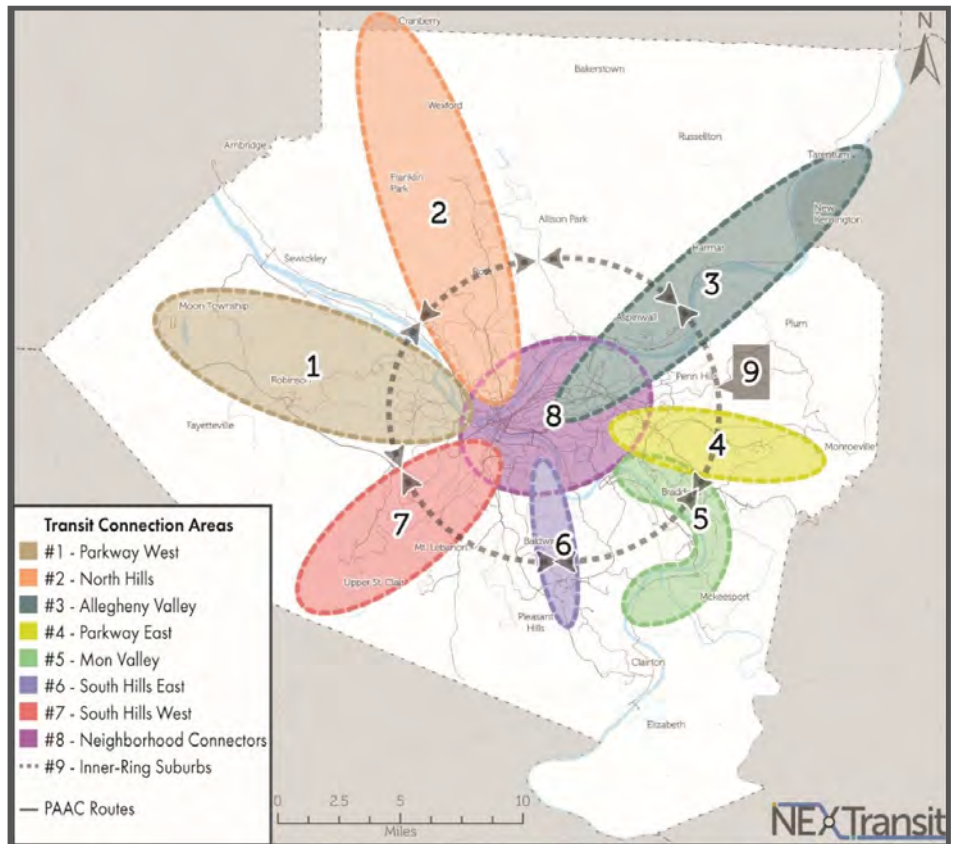 Cranberry
N
Bakerstown
Wexford
Russellton
Ambridge
Tarentum
Franklin
Park
2
New
Kensington
Allison Park
Harmar
Sewickley
3
Ross
Moon Township
Aspinwall
Plum
1
9
Robinson
Penn Hills
8
Fayetteville
4
Monroeville
Braddock
5
7
Baldwin
6
Mt. Lebanon
Upper St. Clair
Mckeesport
Pleasant
Hills
Clairton
Elizabeth
Transit Connection Areas
#1 - Parkway West
#2 - North Hills
#3 - Allegheny Valley
#4 - Parkway East
#5 - Mon Valley
#6 - South Hills East
#7 - South Hills West
#8 - Neighborhood Connectors
#9 - Inner-Ring Suburbs
PAAC Routes
0 2.5 5 10
Miles
NEXTransit